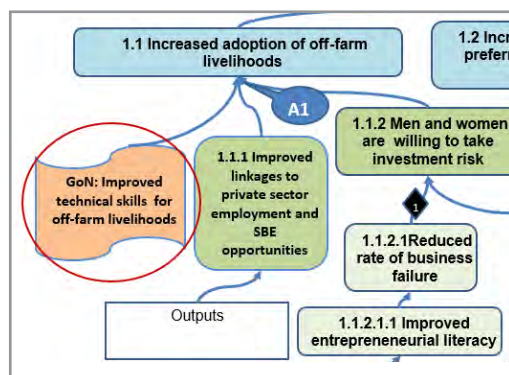 1.1 Increased adoption of off-farm
livelihoods
1.2 Incr
prefer
A1
GoN: Improved
technical skills for
off-farm livelihoods
1.1.1 Improved
linkages to
private sector
employment and
SBE
opportunities
1.1.2 Men and women
are willing to take
investment risk
1
1.1.2.1Reduced
rate of business
failure
Outputs
1.1.2.1.1 Improved
entrepreneneurial literacy